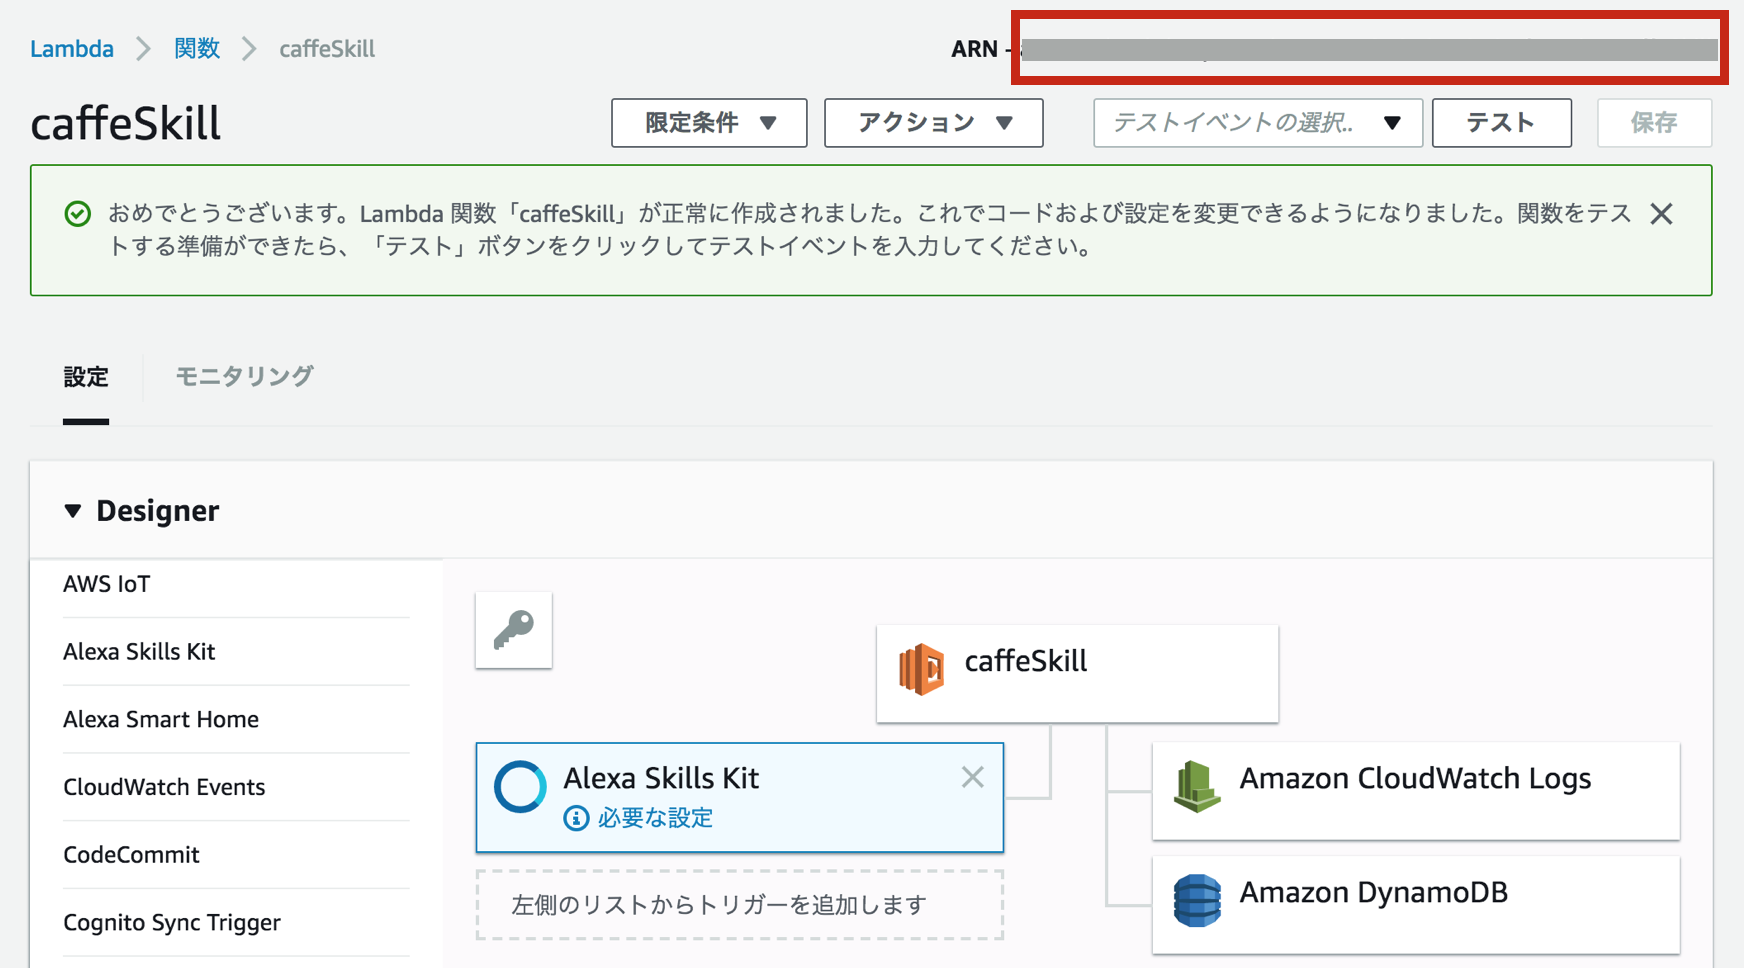 Lambda > 関数 > caffeSkill
ARN -
caffeSkill
限定条件 ▼
アクション ▼
テストイベントの選択.. ▼
テスト
保存
おめでとうございます。Lambda 関数「caffeSkill」が正常に作成されました。これでコードおよび設定を変更できるようになりました。関数をテス
トする準備ができたら、「テスト」ボタンをクリックしてテストイベントを入力してください。
設定
モニタリング
▼ Designer
AWS IoT
Alexa Skills Kit
Alexa Smart Home
CloudWatch Events
CodeCommit
Cognito Sync Trigger
caffeSkill
Alexa Skills Kit
必要な設定
左側のリストからトリガーを追加します
Amazon CloudWatch Logs
Amazon DynamoDB